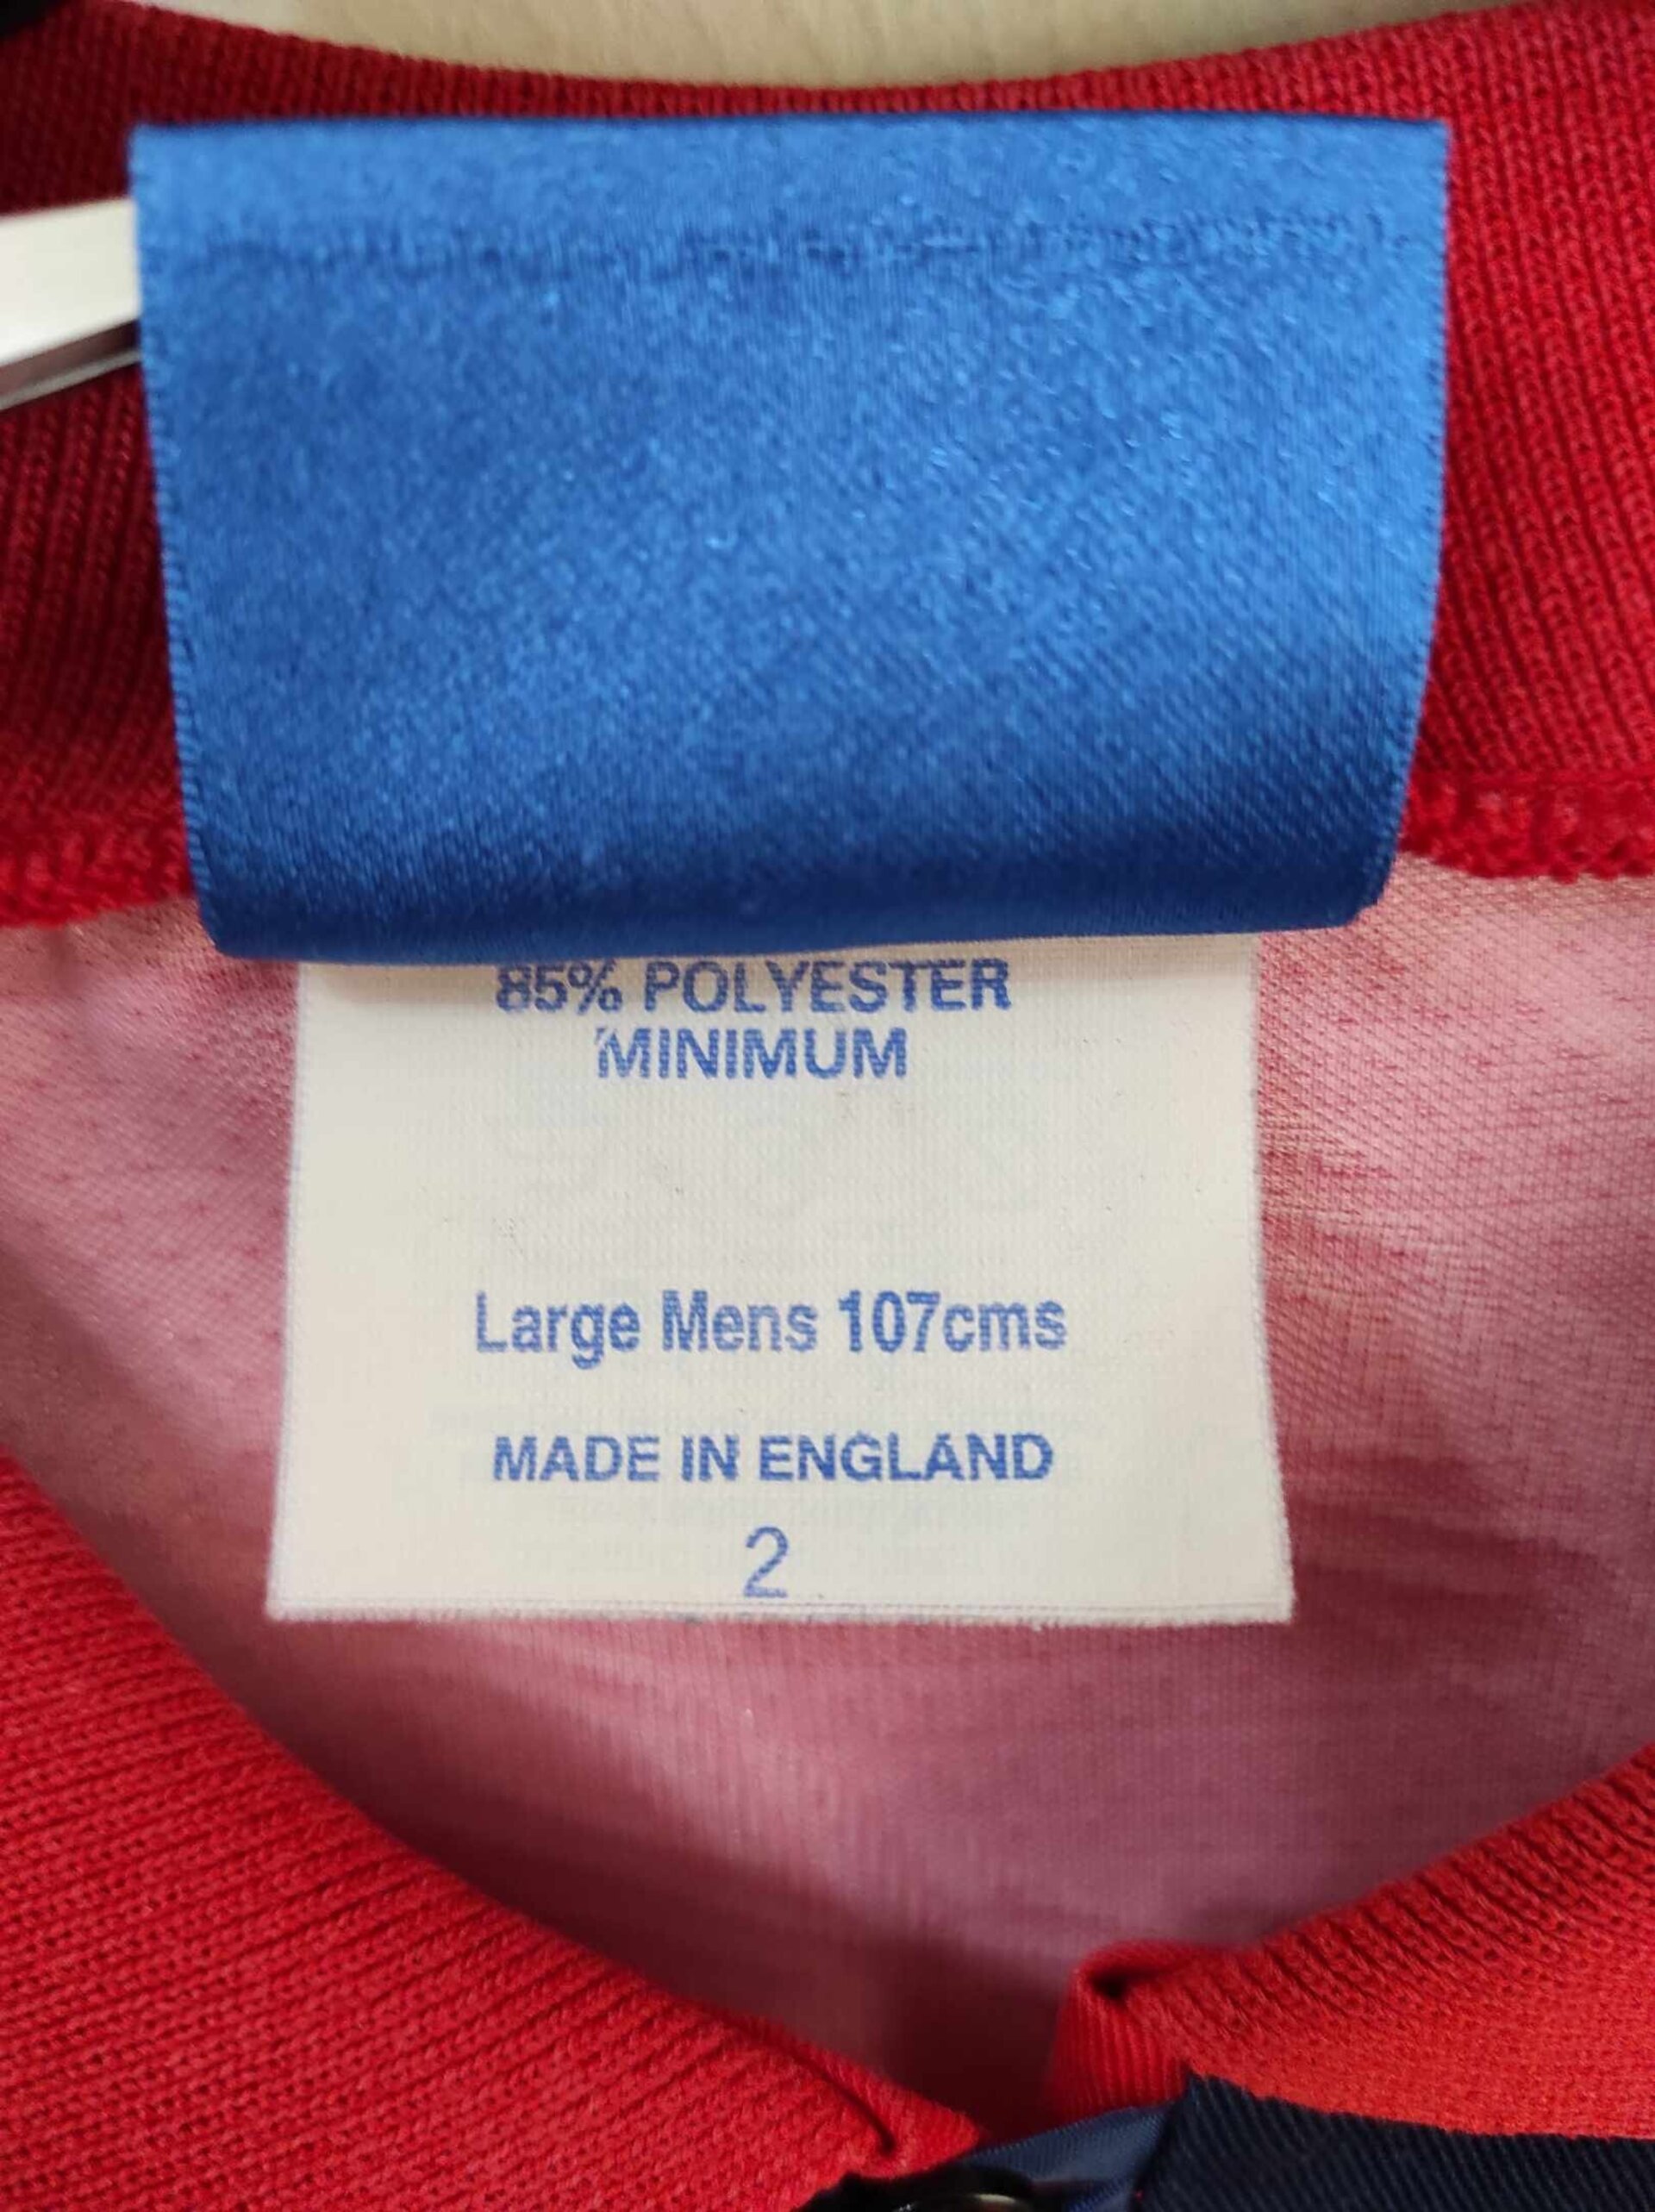 85% POLYESTER
MINIMUM
Large Mens 107cms
MADE IN ENGLAND
2